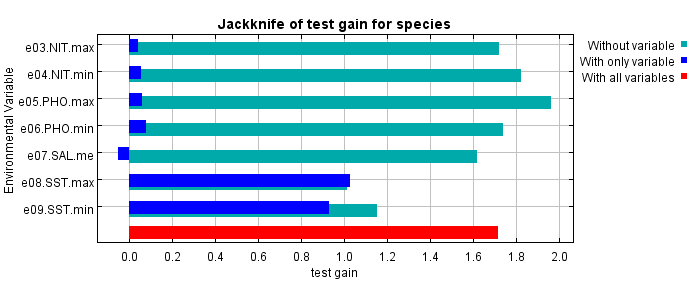 Jackknife of test gain for species
Environmental Variable
e03.NIT.max
e04.NIT.min
e05.PHO.max
e06.PHO.min
e07.SAL.me
e08.SST.max
e09.SST.min
0.0 0.2 0.4 0.6 0.8 1.0 1.2 1.4 1.6 1.8 2.0
test gain
Without variable
With only variable
With all variables